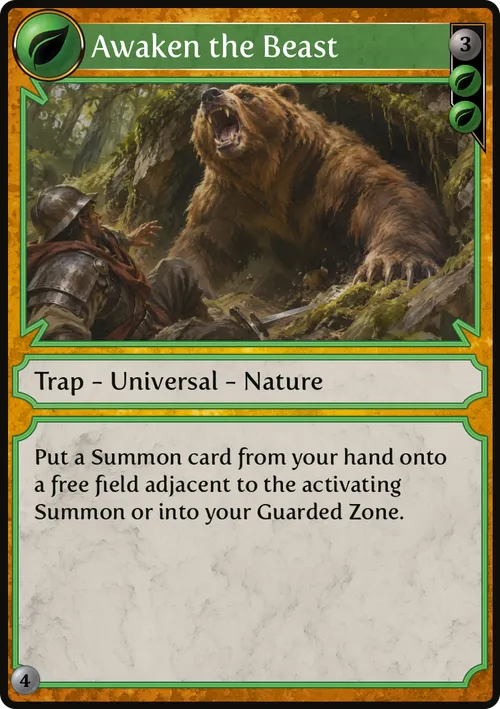 Awaken the Beast
3
Trap - Universal - Nature
Put a Summon card from your hand onto
a free field adjacent to the activating
Summon or into your Guarded Zone.
4